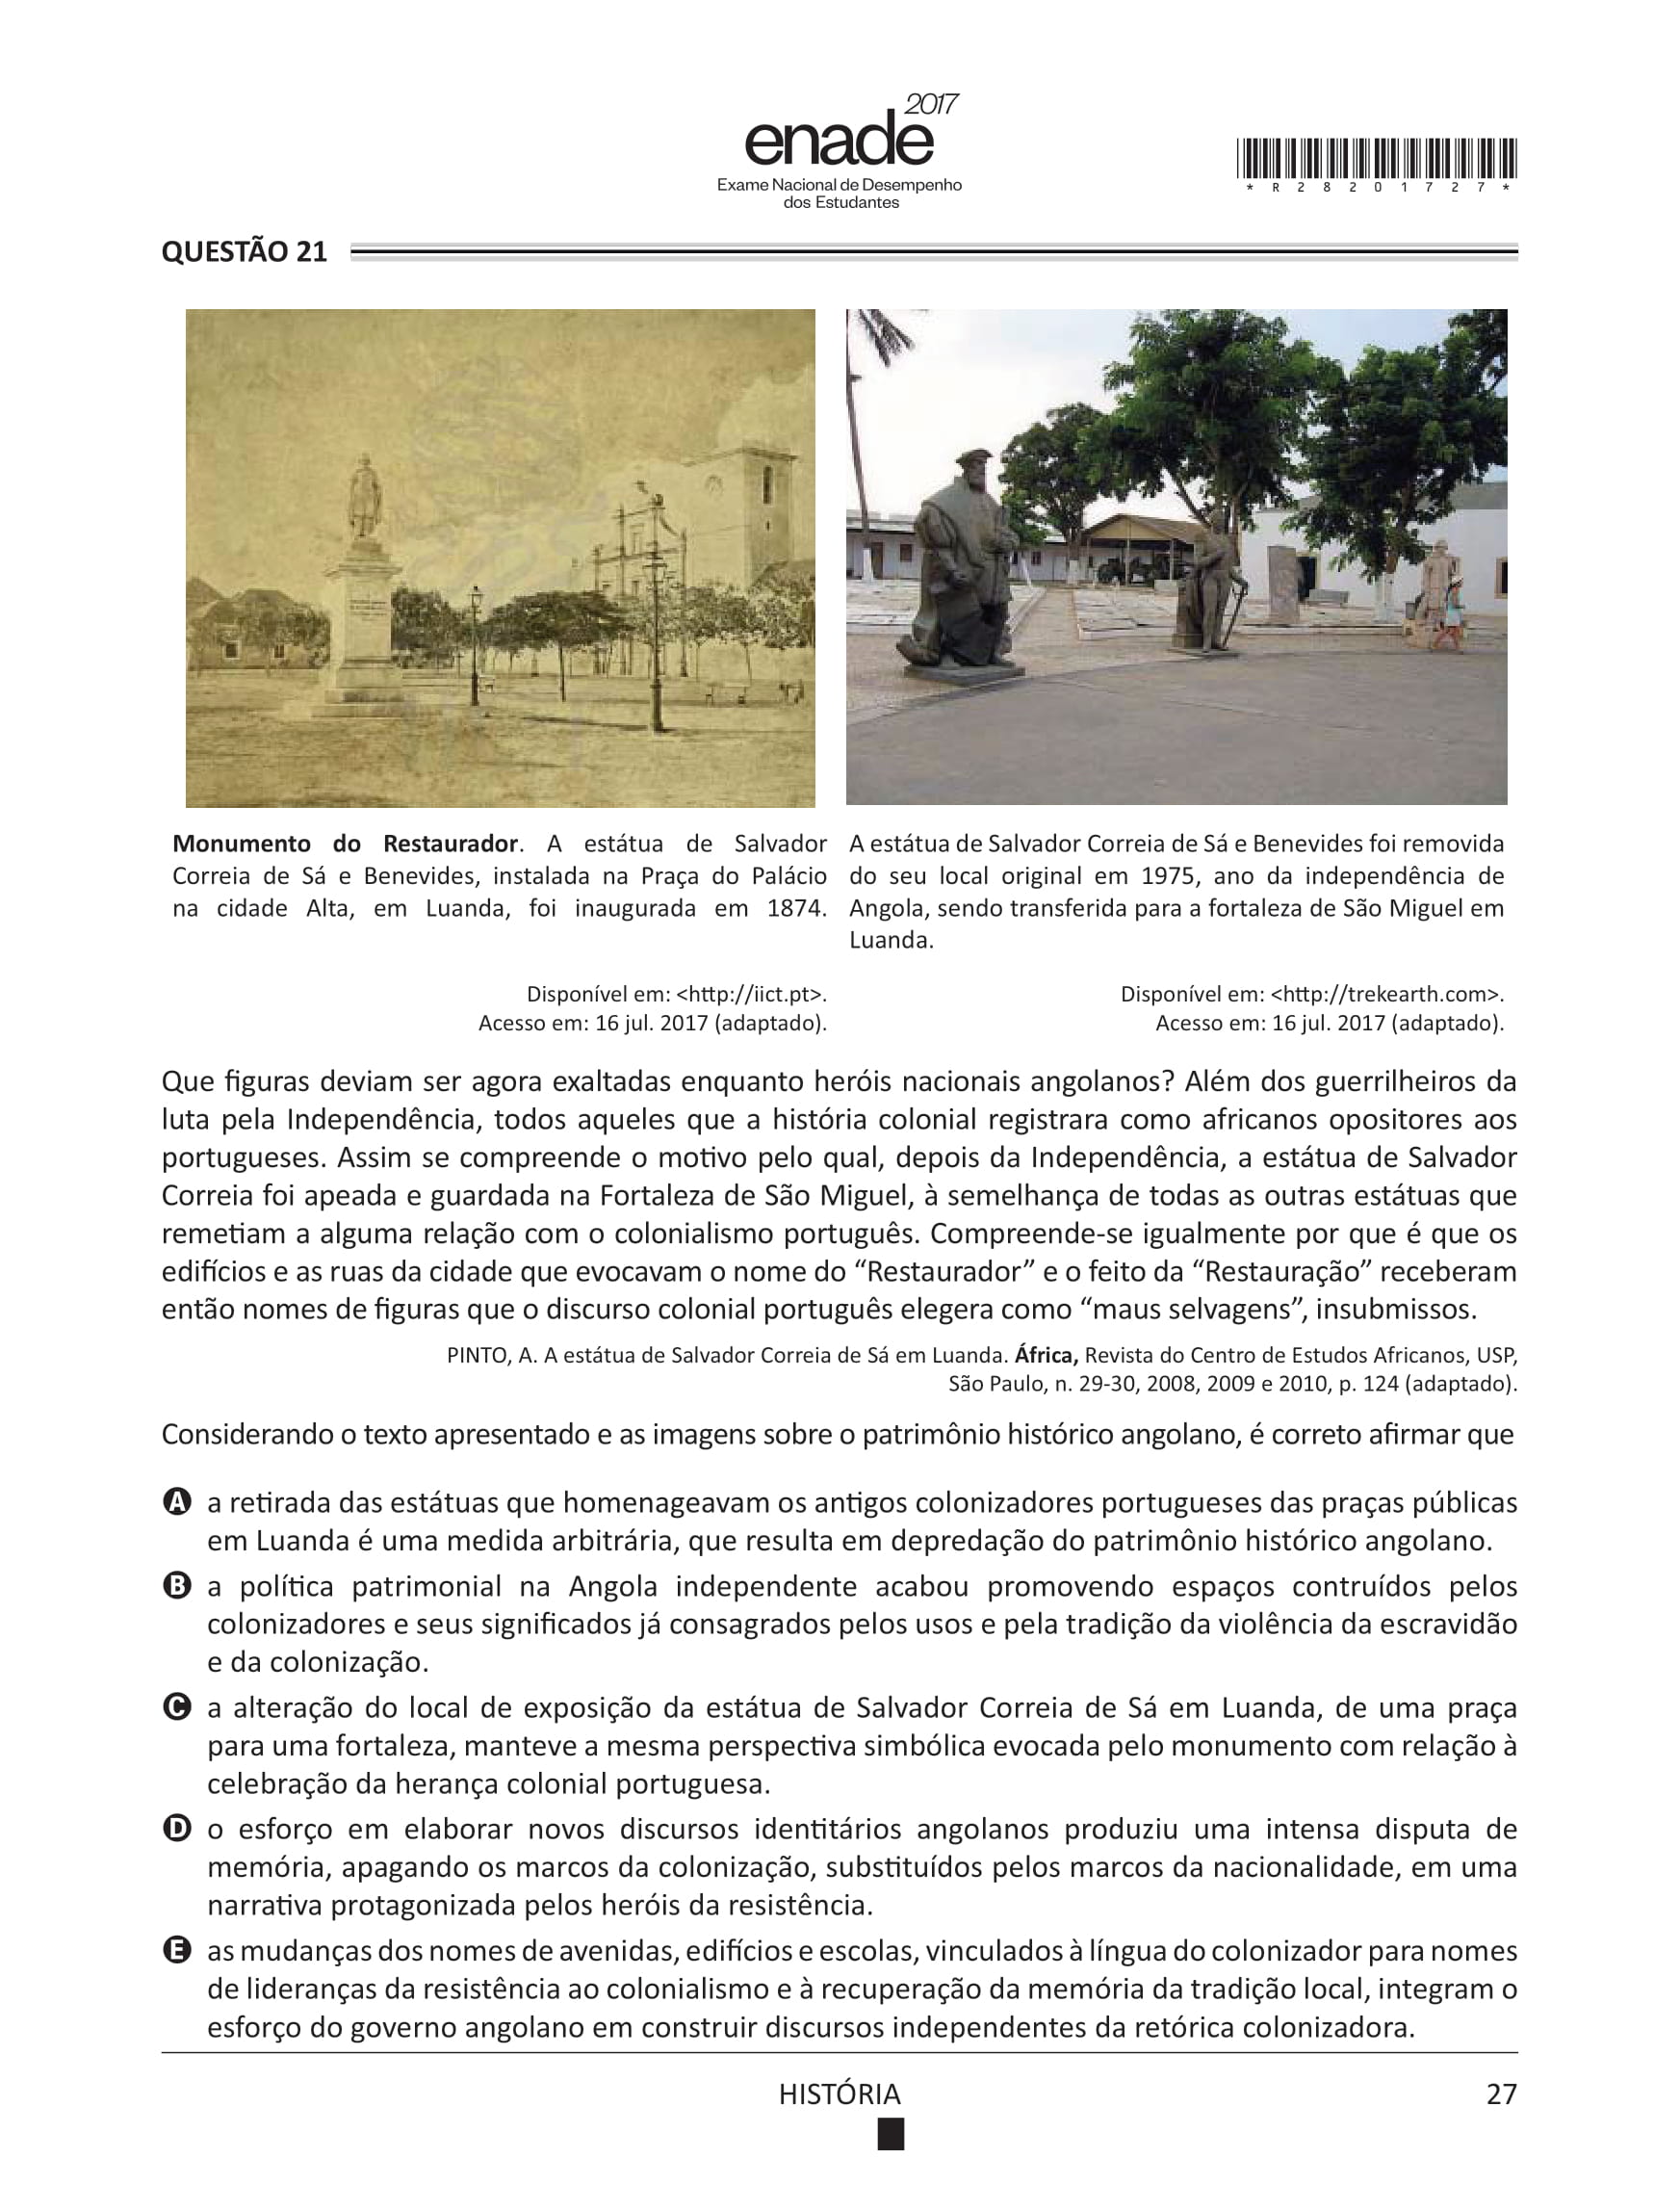 enade 2017
Exame Nacional de Desempenho
dos Estudantes
* R 2 8 2 0 1 7 2 7 *
QUESTÃO 21
Monumento do Restaurador. A estátua de Salvador
Correia de Sá e Benevides, instalada na Praça do Palácio
na cidade Alta, em Luanda, foi inaugurada em 1874.
Disponível em: <http://iict.pt>.
Acesso em: 16 jul. 2017 (adaptado).
A estátua de Salvador Correia de Sá e Benevides foi removida
do seu local original em 1975, ano da independência de
Angola, sendo transferida para a fortaleza de São Miguel em
Luanda.
Disponível em: <http://trekearth.com>.
Acesso em: 16 jul. 2017 (adaptado).
Que figuras deviam ser agora exaltadas enquanto heróis nacionais angolanos? Além dos guerrilheiros da
luta pela Independência, todos aqueles que a história colonial registrara como africanos opositores aos
portugueses. Assim se compreende o motivo pelo qual, depois da Independência, a estátua de Salvador
Correia foi apeada e guardada na Fortaleza de São Miguel, à semelhança de todas as outras estátuas que
remetiam a alguma relação com o colonialismo português. Compreende-se igualmente por que é que os
edifícios e as ruas da cidade que evocavam o nome do “Restaurador” e o feito da “Restauração” receberam
então nomes de figuras que o discurso colonial português elegera como “maus selvagens”, insubmissos.
PINTO, A. A estátua de Salvador Correia de Sá em Luanda. África, Revista do Centro de Estudos Africanos, USP,
São Paulo, n. 29-30, 2008, 2009 e 2010, p. 124 (adaptado).
Considerando o texto apresentado e as imagens sobre o patrimônio histórico angolano, é correto afirmar que
A a retirada das estátuas que homenageavam os antigos colonizadores portugueses das praças públicas
em Luanda é uma medida arbitrária, que resulta em depredação do patrimônio histórico angolano.
B a política patrimonial na Angola independente acabou promovendo espaços contruídos pelos
colonizadores e seus significados já consagrados pelos usos e pela tradição da violência da escravidão
e da colonização.
C a alteração do local de exposição da estátua de Salvador Correia de Sá em Luanda, de uma praça
para uma fortaleza, manteve a mesma perspectiva simbólica evocada pelo monumento com relação à
celebração da herança colonial portuguesa.
D o esforço em elaborar novos discursos identitários angolanos produziu uma intensa disputa de
memória, apagando os marcos da colonização, substituídos pelos marcos da nacionalidade, em uma
narrativa protagonizada pelos heróis da resistência.
E as mudanças dos nomes de avenidas, edifícios e escolas, vinculados à língua do colonizador para nomes
de lideranças da resistência ao colonialismo e à recuperação da memória da tradição local, integram o
esforço do governo angolano em construir discursos independentes da retórica colonizadora.
HISTÓRIA
27